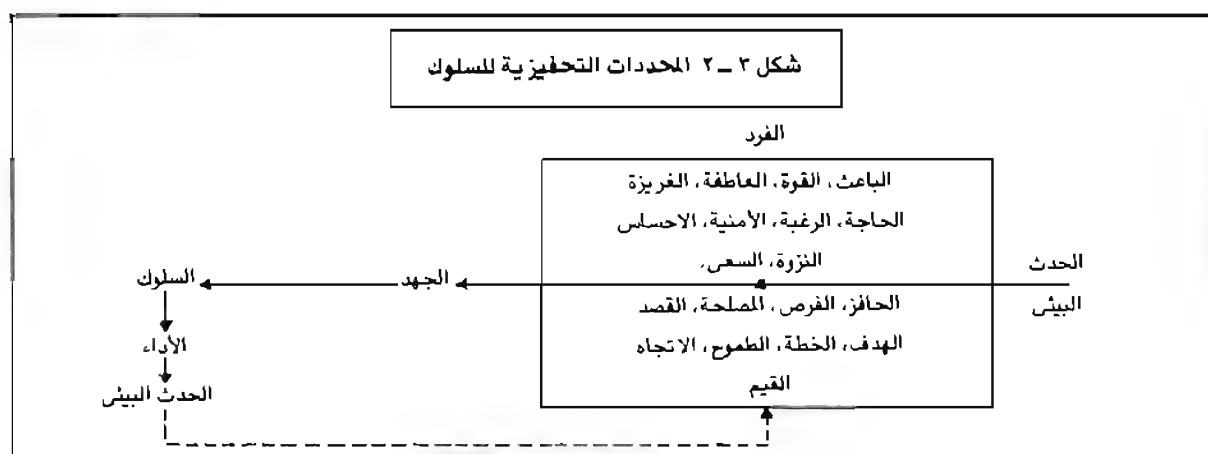 شكل ٣ – ٢ المحددات التحفيزية للسلوك
الفرد
الباعث، القوة، العاطفة، الغريزة
الحاجة، الرغبة، الأمنية، الاحساس
النزوة، السعى،
الحدث
البيئى
الحافز، الفرص، المصلحة، القصد
الهدف، الخطة، الطموح، الاتجاه
القيم
الجهد
السلوك
الأداء
الحدث البيئى